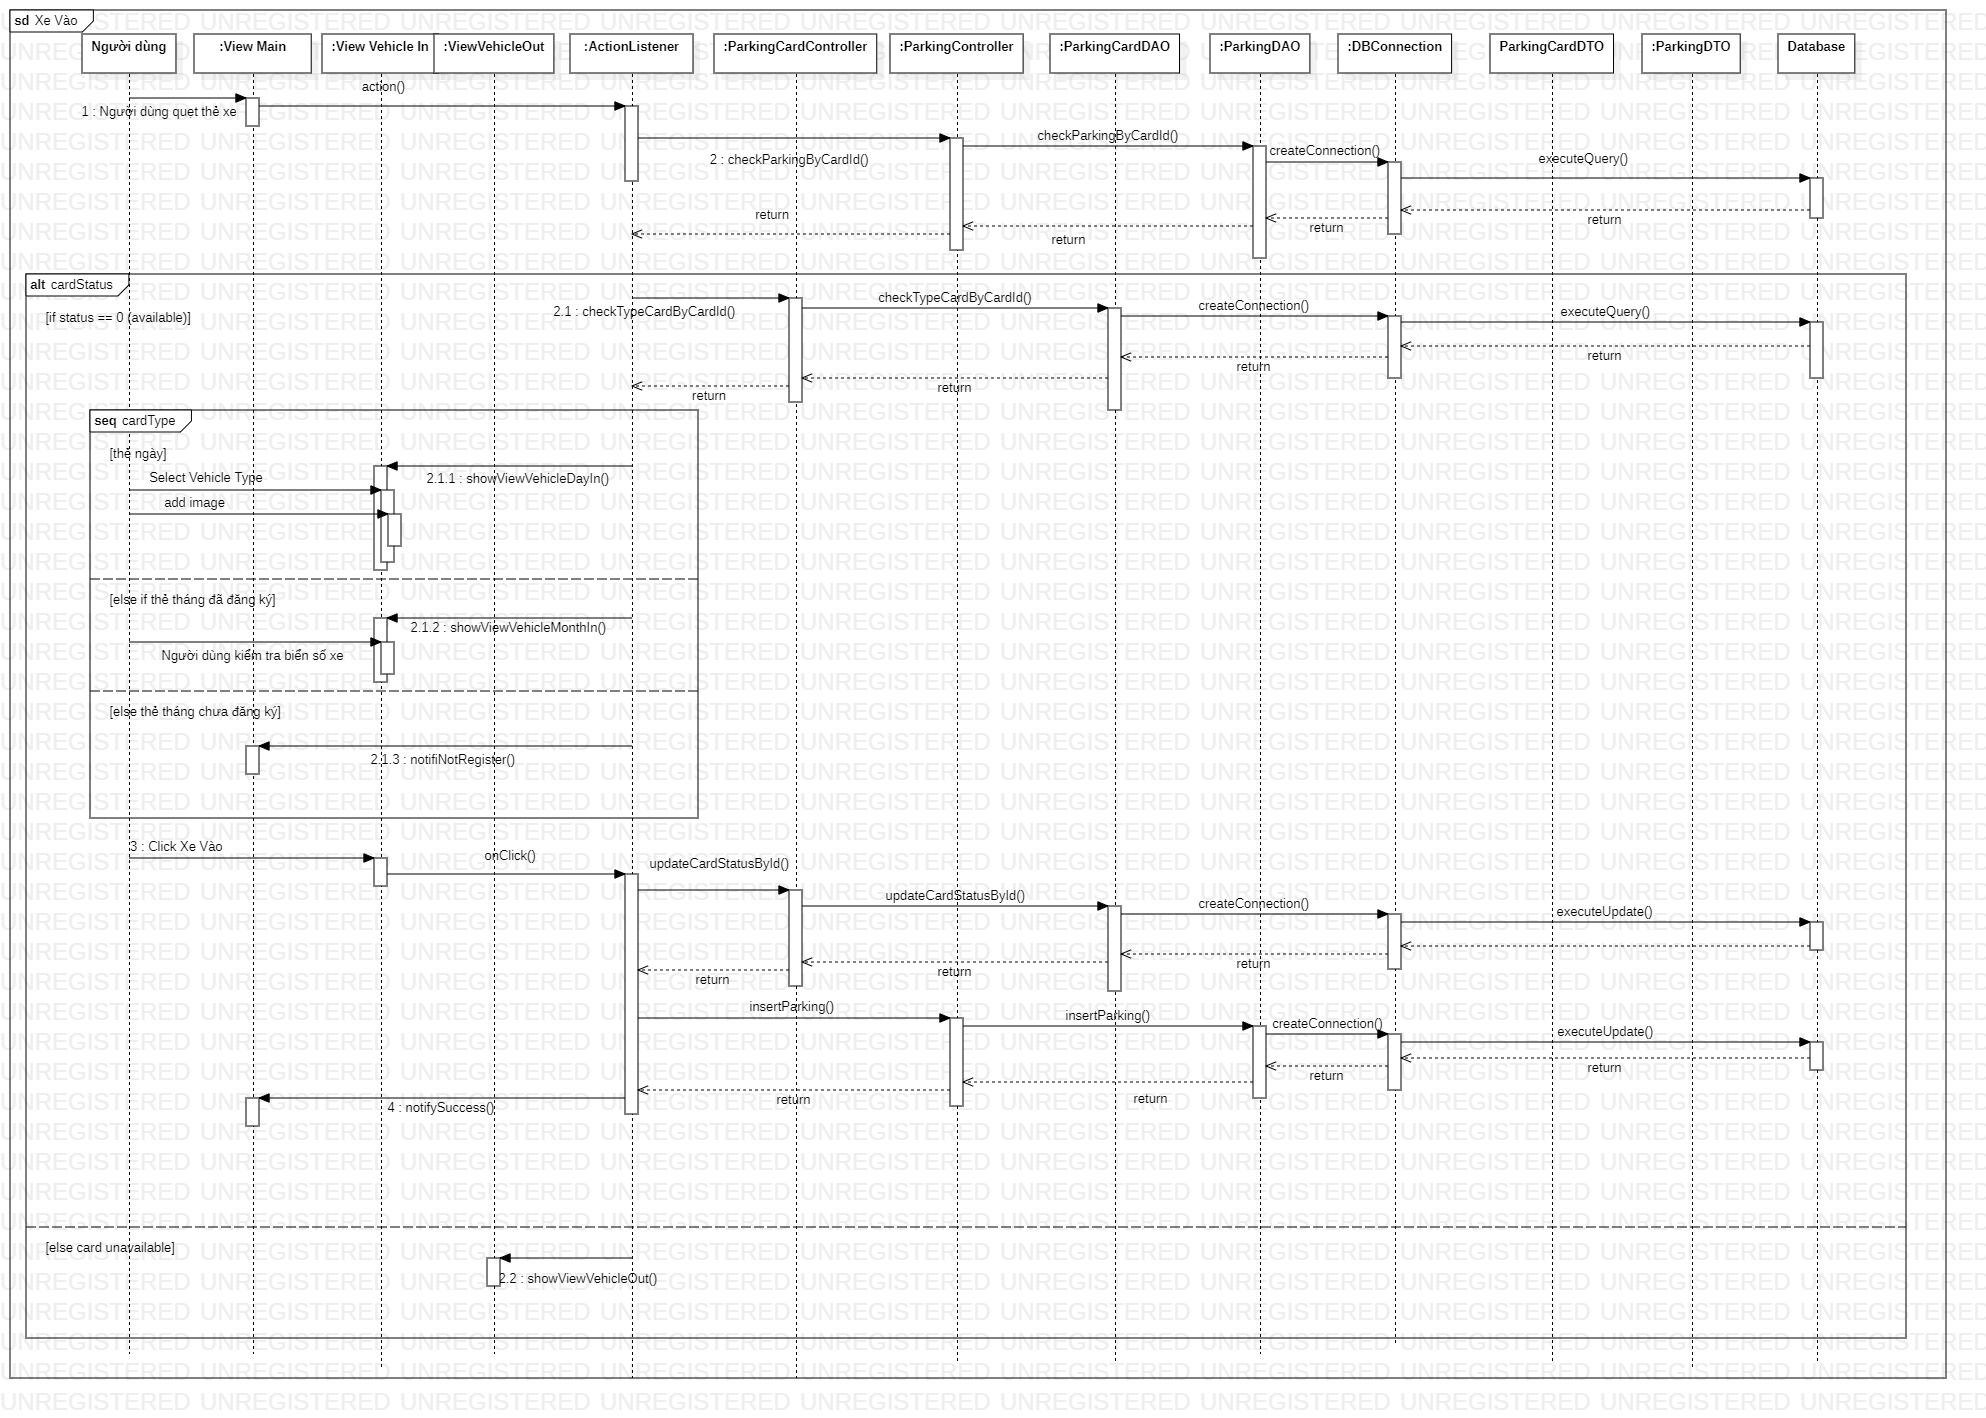 sd Xe Vào
Người dùng
:View Main
:View Vehicle In
:ViewVehicleOut
:ActionListener
:ParkingCardController
:ParkingController
:ParkingCardDAO
:ParkingDAO
:DBConnection
ParkingCardDTO
:ParkingDTO
Database
action()
1 : Người dùng quet thẻ xe
checkParkingByCardId()
2 : checkParkingByCardId()
createConnection()
executeQuery()
return
return
return
return
alt cardStatus
[if status == 0 (available)]
2.1 : checkTypeCardByCardId()
checkTypeCardByCardId()
createConnection()
executeQuery()
return
return
return
return
seq cardType
[thẻ ngày]
Select Vehicle Type
2.1.1 : showViewVehicleDayIn()
add image
[else if thẻ tháng đã đăng ký]
2.1.2 : showViewVehicleMonthIn()
Người dùng kiểm tra biển số xe
[else thẻ tháng chưa đăng ký]
2.1.3 : notifiNotRegister()
3 : Click Xe Vào
onClick()
updateCardStatusById()
updateCardStatusById()
createConnection()
executeUpdate()
return
return
return
insertParking()
insertParking()
createConnection()
executeUpdate()
return
return
return
return
4 : notifySuccess()
[else card unavailable]
2.2 : showViewVehicleOut()
UNREGISTERED